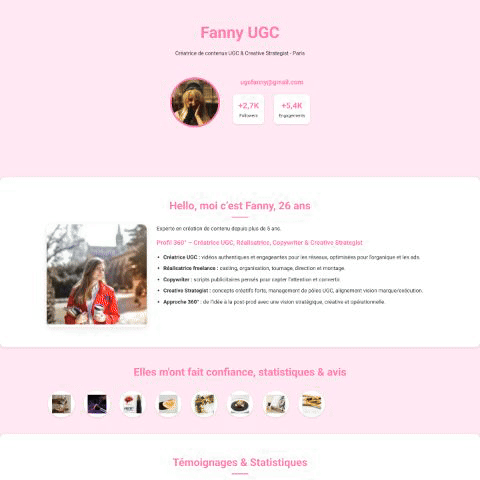 Fanny UGC
Créatrice de contenus UGC & Creative Strategist - Paris
ugcfanny@gmail.com
+2,7K
+5,4K
Followers
Engagements
Hello, moi c'est Fanny, 26 ans
Experte en création de contenu depuis plus de 5 ans.
Profil 360° – Créatrice UGC, Réalisatrice, Copywriter & Creative Strategist
• Créatrice UGC : vidéos authentiques et engageantes pour les réseaux, optimisées pour l'organique et les ads.
• Réalisatrice freelance : casting, organisation, tournage, direction et montage.
• Copywriter : scripts publicitaires pensés pour capter l'attention et convertir.
• Creative Strategist : concepts créatifs forts, management de pôles UGC, alignement vision marque/exécution.
• Approche 360° : de l'idée à la post-prod avec une vision stratégique, créative et opérationnelle.
Elles m'ont fait confiance, statistiques & avis
Témoignages & Statistiques